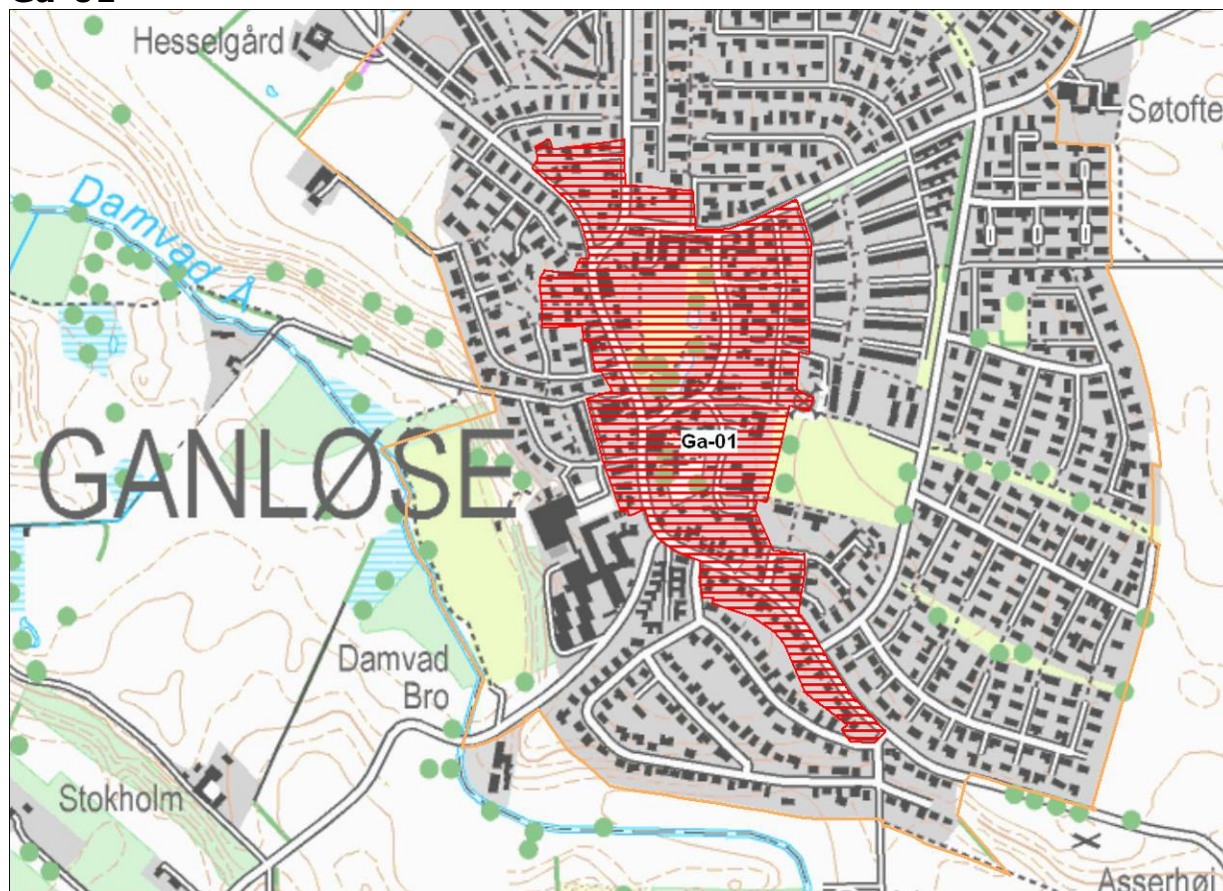 Ga-01
Hesselgård
Søtofte
Damvad Å
GANLØSE
Ga-01
Damvad
Bro
Stokholm
Asserhøj